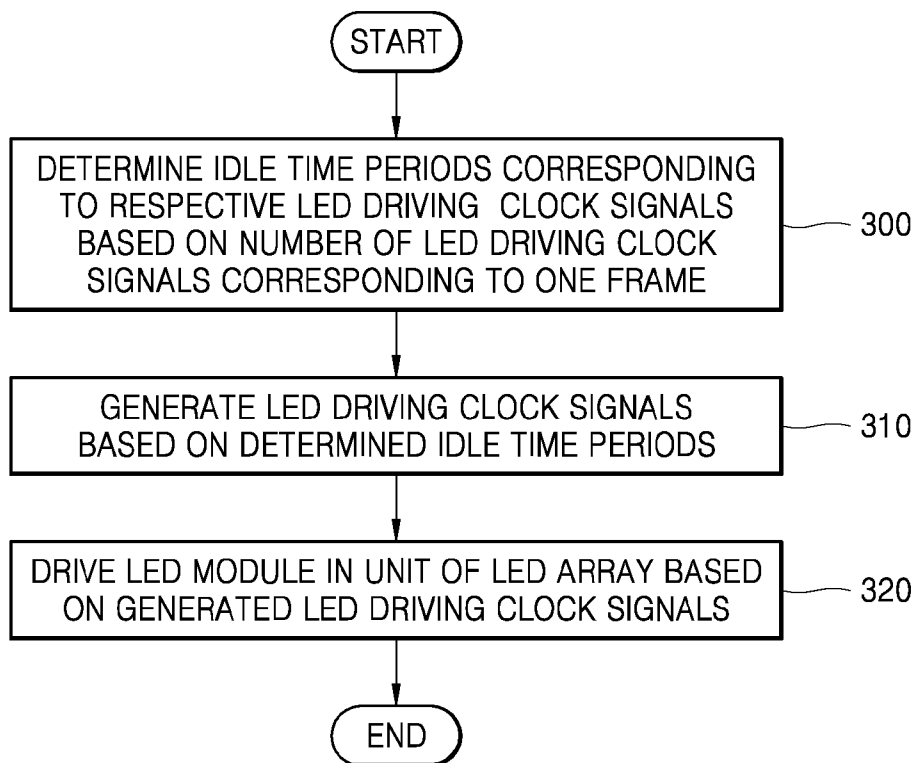 START
DETERMINE IDLE TIME PERIODS CORRESPONDING
TO RESPECTIVE LED DRIVING CLOCK SIGNALS
BASED ON NUMBER OF LED DRIVING CLOCK
SIGNALS CORRESPONDING TO ONE FRAME
300
GENERATE LED DRIVING CLOCK SIGNALS
BASED ON DETERMINED IDLE TIME PERIODS
310
DRIVE LED MODULE IN UNIT OF LED ARRAY BASED
ON GENERATED LED DRIVING CLOCK SIGNALS
320
END